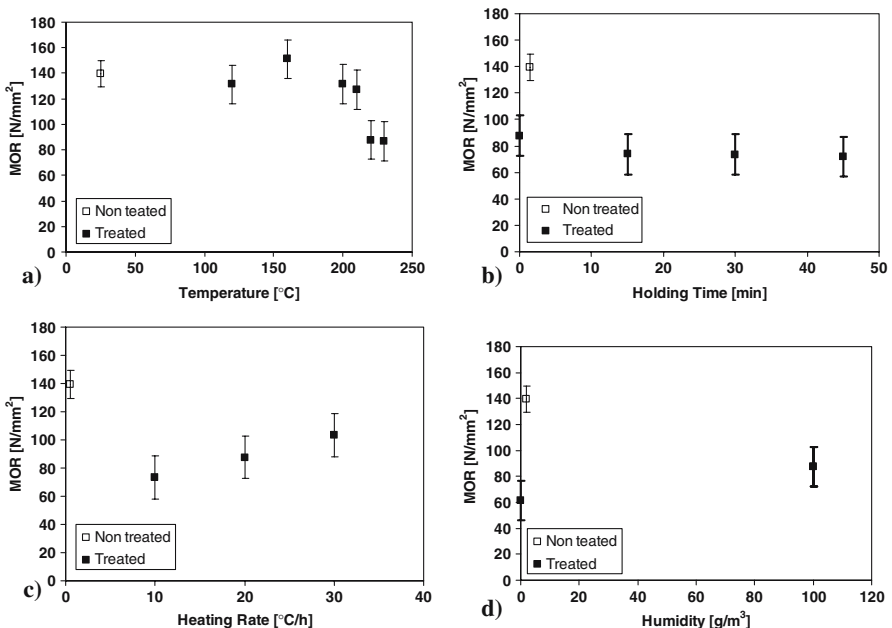 180
160
140
120
100
80
60
40
20
0
MOR [N/mm²]
Non teated
Treated
0 50 100 150 200 250
a)
Temperature [°C]
180
160
140
120
100
80
60
40
20
0
MOR [N/mm²]
Non treated
Treated
0 10 20 30 40 50
b)
Holding Time [min]
180
160
140
120
100
80
60
40
20
0
MOR [N/mm²]
Non treated
Treated
0 10 20 30 40
c)
Heating Rate [°C/h]
180
160
140
120
100
80
60
40
20
0
MOR [N/mm²]
Non treated
Treated
0 20 40 60 80 100 120
d)
Humidity [g/m³]